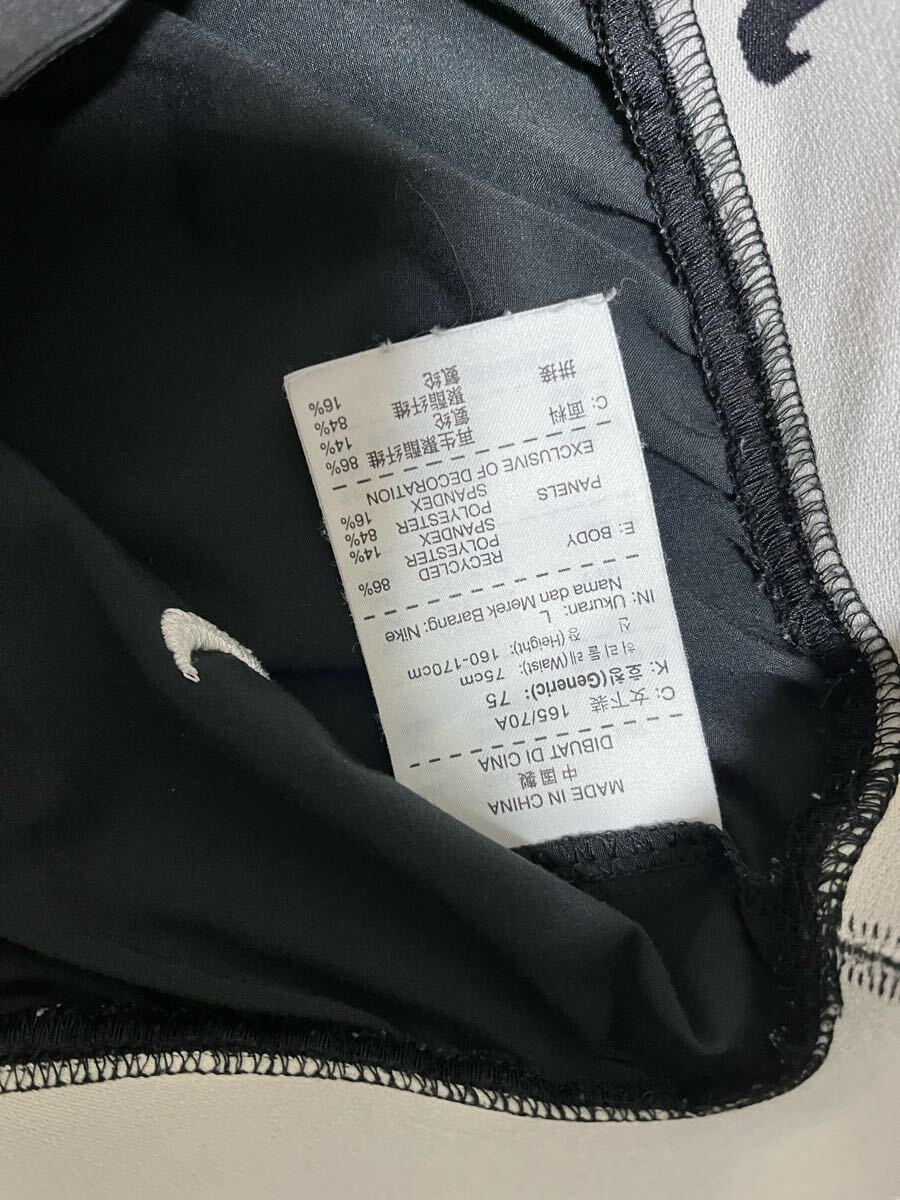 MADE IN CHINA
中国製
DIBUAT DI CINA
C: 女下装 165/70A
K: 호칭(Generic): 75
허리둘레(Waist): 75cm
신 장(Height): 160-170cm
IN: Ukuran: L
Nama dan Merek Barang: Nike
E: BODY RECYCLED 86%
POLYESTER
SPANDEX 14%
PANELS POLYESTER 84%
SPANDEX 16%
EXCLUSIVE OF DECORATION
C: 面料 再生聚酯纤维 86%
氨纶 14%
拼接 聚酯纤维 84%
氨纶 16%